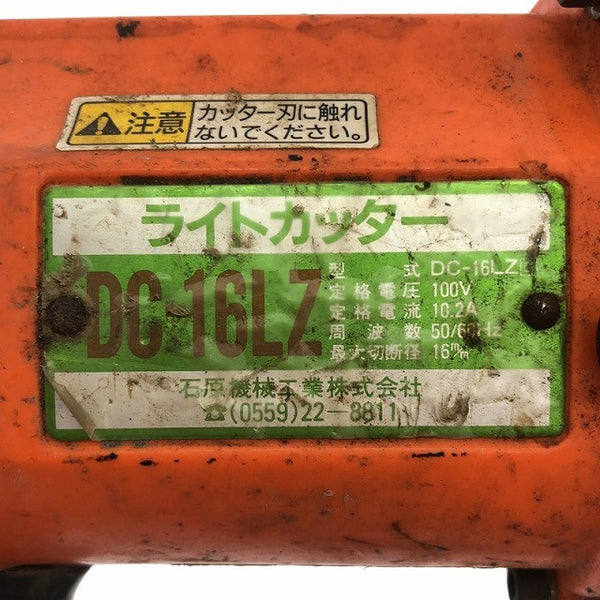 注意
カッター刃に触れ
ないでください。
ライトカッター
DC 16LZ
型 式 DC-16LZ
定格電圧 100V
定格電流 10.2A
周波数 50/60Hz
最大切断径 16m/m
石原機械工業株式会社
☎(0559)22-8811